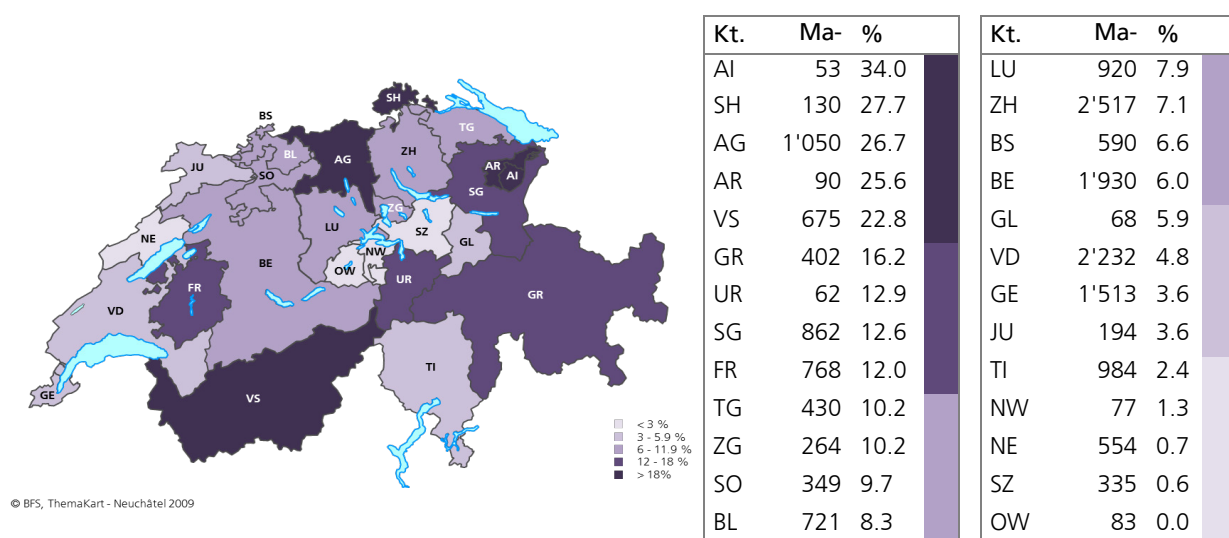 SH
BS
TG
BL
AG
ZH
JU
AR
AI
SO
SG
ZG
LU
NE
SZ
GL
NW
BE
OW
UR
FR
GR
VD
TI
GE
VS
< 3 %
3 - 5.9 %
6 - 11.9 %
12 - 18 %
> 18%
© BFS, ThemaKart - Neuchâtel 2009
Kt. Ma- %
AI 53 34.0
SH 130 27.7
AG 1'050 26.7
AR 90 25.6
VS 675 22.8
GR 402 16.2
UR 62 12.9
SG 862 12.6
FR 768 12.0
TG 430 10.2
ZG 264 10.2
SO 349 9.7
BL 721 8.3
Kt. Ma- %
LU 920 7.9
ZH 2'517 7.1
BS 590 6.6
BE 1'930 6.0
GL 68 5.9
VD 2'232 4.8
GE 1'513 3.6
JU 194 3.6
TI 984 2.4
NW 77 1.3
NE 554 0.7
SZ 335 0.6
OW 83 0.0